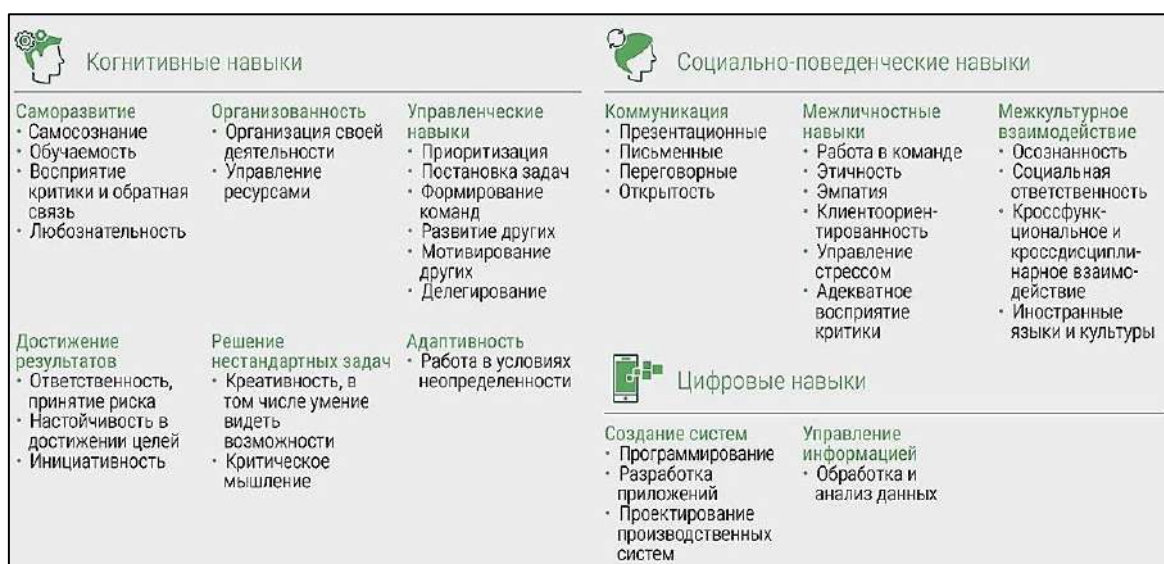 Когнитивные навыки
Саморазвитие
• Самосознание
• Обучаемость
• Восприятие
критики и обратная
связь
• Любознательность
Организованность
• Организация своей
деятельности
• Управление
ресурсами
Управленческие
навыки
• Приоритизация
• Постановка задач
• Формирование
команд
• Развитие других
• Мотивирование
других
• Делегирование
Достижение
результатов
• Ответственность,
принятие риска
• Настойчивость в
достижении целей
• Инициативность
Решение
нестандартных задач
• Креативность, в
том числе умение
видеть
возможности
• Критическое
мышление
Адаптивность
• Работа в условиях
неопределенности
Социально-поведенческие навыки
Коммуникация
• Презентационные
• Письменные
• Переговорные
• Открытость
Межличностные
навыки
• Работа в команде
• Этичность
• Эмпатия
• Клиентоориен-
тированность
• Управление
стрессом
• Адекватное
восприятие
критики
Межкультурное
взаимодействие
• Осознанность
• Социальная
ответственность
• Кроссфунк-
циональное и
кроссдисципли-
нарное взаимо-
действие
• Иностранные
языки и культуры
Цифровые навыки
Создание систем
• Программирование
• Разработка
приложений
• Проектирование
производственных
систем
Управление
информацией
• Обработка и
анализ данных